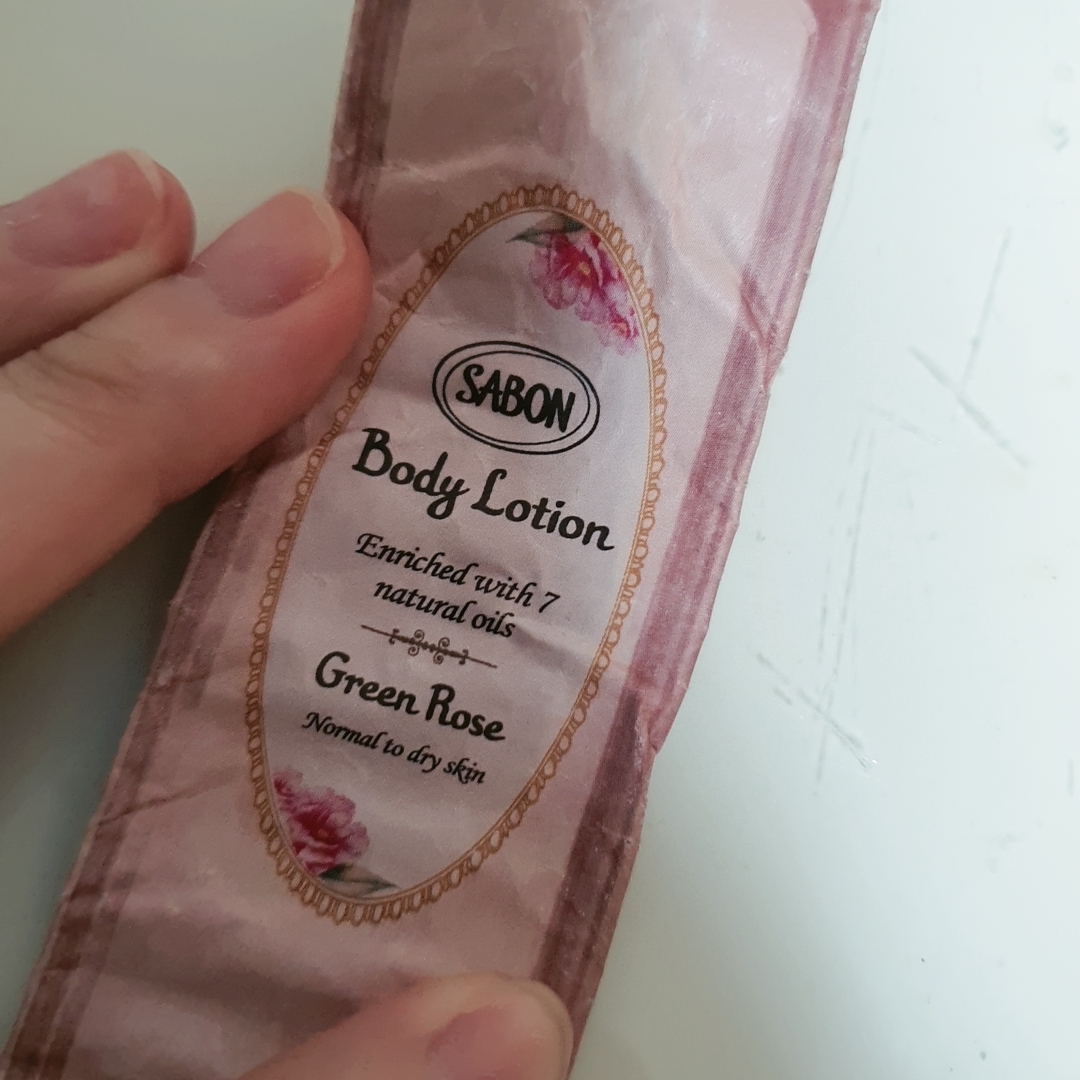 SABON
Body Lotion
Enriched with 7
natural oils
Green Rose
Normal to dry skin